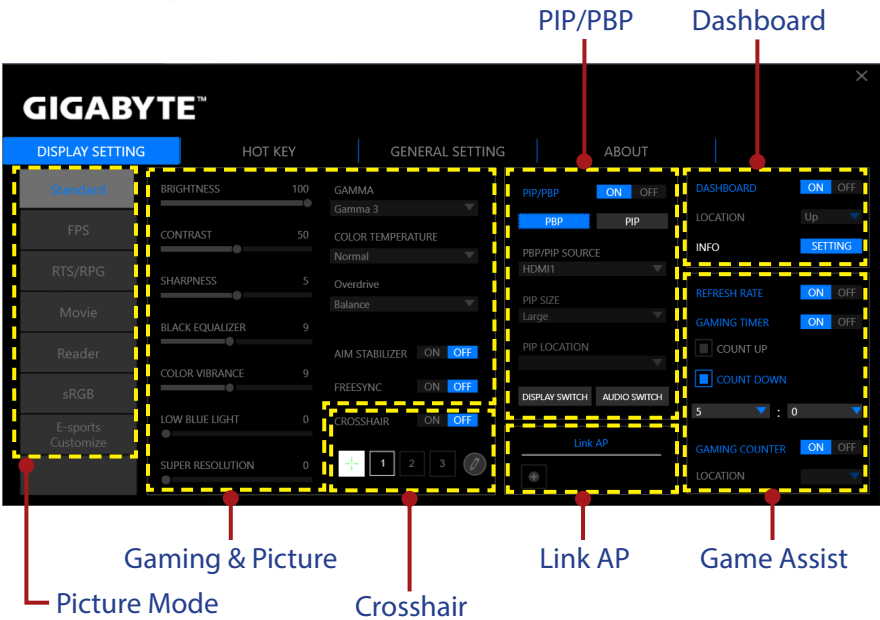 PIP/PBP
Dashboard
GIGABYTE™
DISPLAY SETTING
HOT KEY
GENERAL SETTING
ABOUT
Standard
FPS
RTS/RPG
Movie
Reader
sRGB
E-sports
Customize
BRIGHTNESS 100
CONTRAST 50
SHARPNESS 5
BLACK EQUALIZER 9
COLOR VIBRANCE 9
LOW BLUE LIGHT 0
SUPER RESOLUTION 0
GAMMA
Gamma 3
COLOR TEMPERATURE
Normal
Overdrive
Balance
AIM STABILIZER ON OFF
FREESYNC ON OFF
CROSSHAIR ON OFF
1 2 3
PIP/PBP ON OFF
PBP PIP
PBP/PIP SOURCE
HDMI1
PIP SIZE
Large
PIP LOCATION
DISPLAY SWITCH AUDIO SWITCH
Link AP
DASHBOARD ON OFF
LOCATION Up
INFO SETTING
REFRESH RATE ON OFF
GAMING TIMER ON OFF
COUNT UP
COUNT DOWN
5 : 0
GAMING COUNTER ON OFF
LOCATION
Gaming & Picture
Link AP
Game Assist
Picture Mode
Crosshair